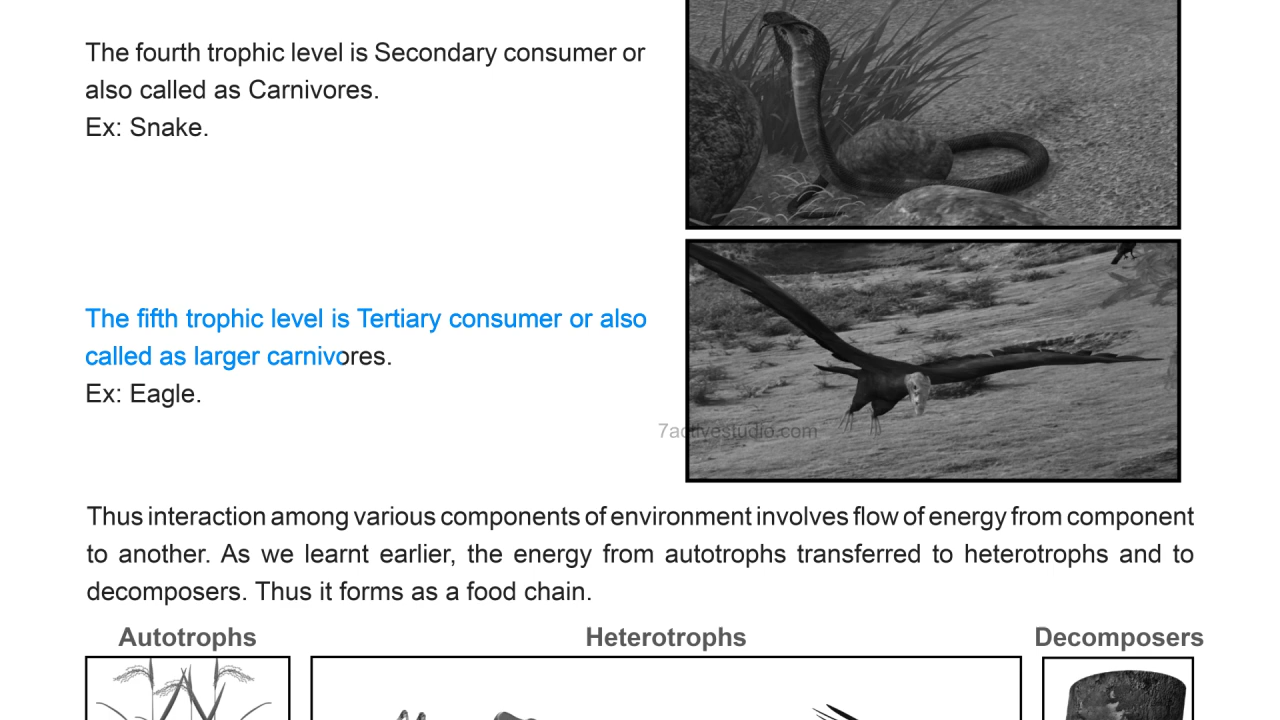 The fourth trophic level is Secondary consumer or
also called as Carnivores.
Ex: Snake.
The fifth trophic level is Tertiary consumer or also
called as larger carnivores.
Ex: Eagle.
7activestudio.com
Thus interaction among various components of environment involves flow of energy from component
to another. As we learnt earlier, the energy from autotrophs transferred to heterotrophs and to
decomposers. Thus it forms as a food chain.
Autotrophs
Heterotrophs
Decomposers